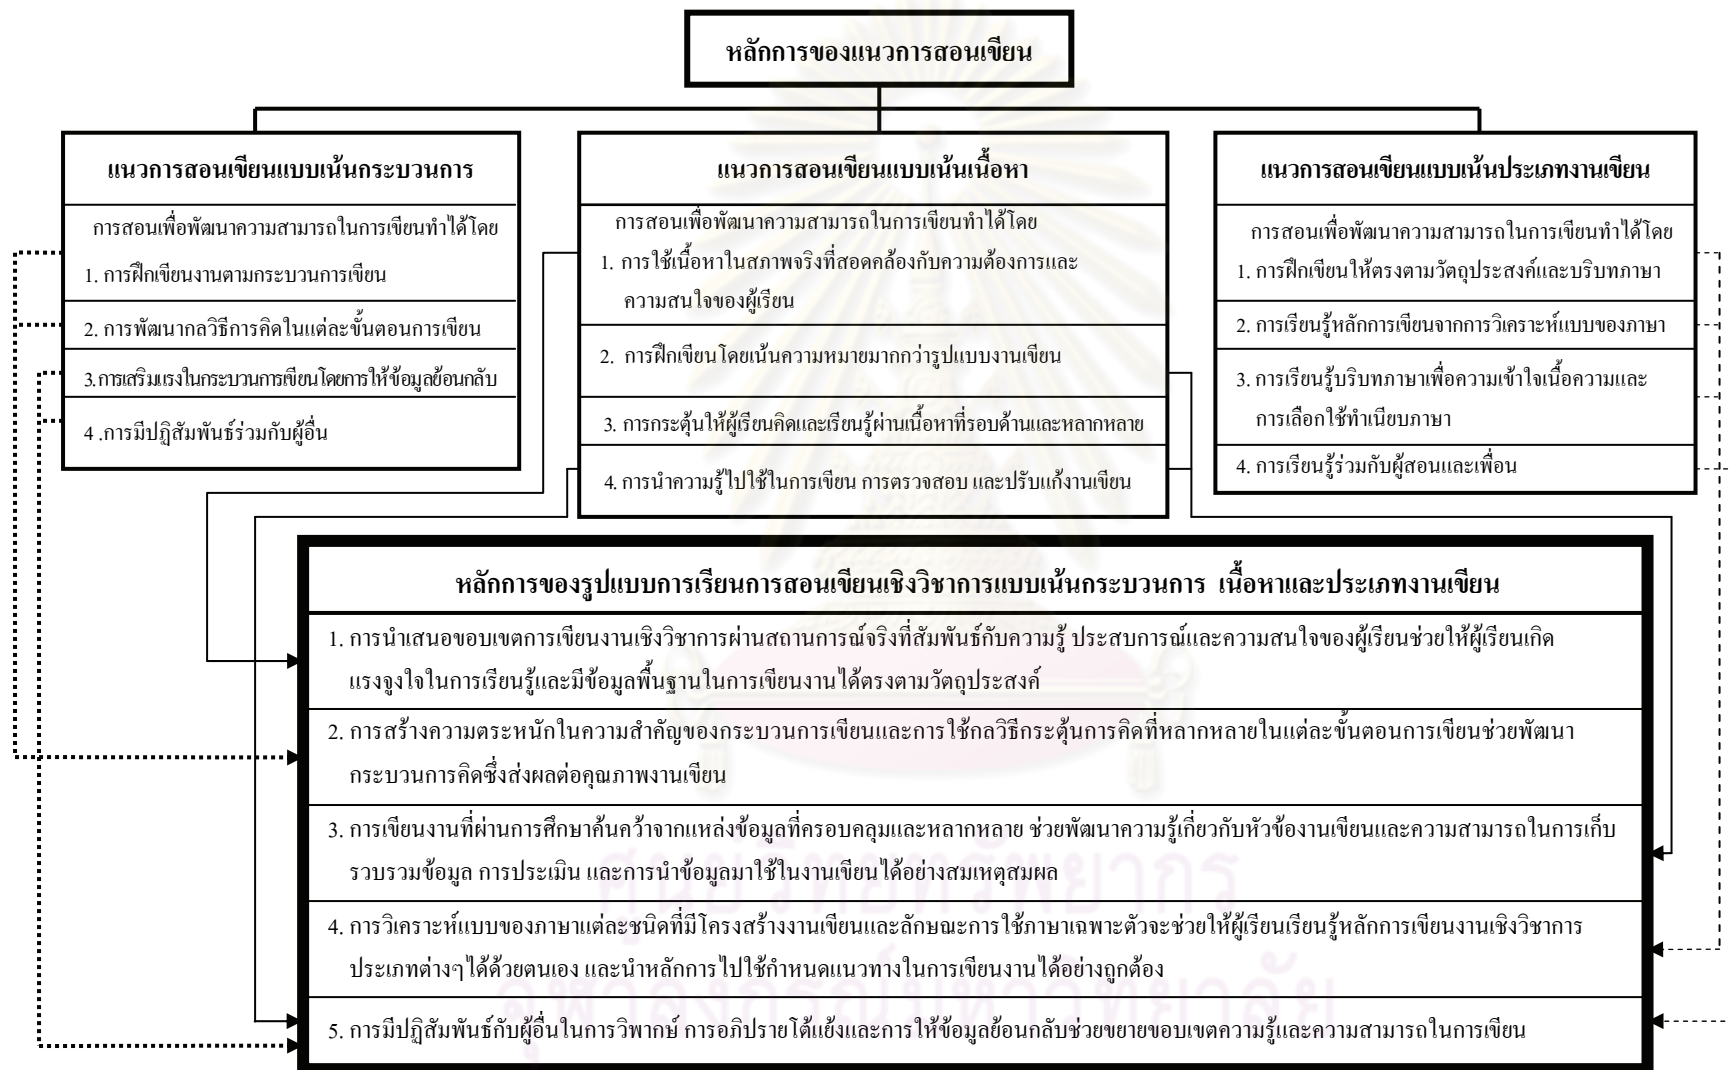 หลักการของแนวการสอนเขียน
แนวการสอนเขียนแบบเน้นกระบวนการ
การสอนเพื่อพัฒนาความสามารถในการเขียนทำได้โดย
1. การฝึกเขียนงานตามกระบวนการเขียน
2. การพัฒนากลวิธีการคิดในแต่ละขั้นตอนการเขียน
3.การเสริมแรงในกระบวนการเขียนโดยการให้ข้อมูลย้อนกลับ
4 .การมีปฏิสัมพันธ์ร่วมกับผู้อื่น
แนวการสอนเขียนแบบเน้นเนื้อหา
การสอนเพื่อพัฒนาความสามารถในการเขียนทำได้โดย
1. การใช้เนื้อหาในสภาพจริงที่สอดคล้องกับความต้องการและ
ความสนใจของผู้เรียน
2. การฝึกเขียนโดยเน้นความหมายมากกว่ารูปแบบงานเขียน
3. การกระตุ้นให้ผู้เรียนคิดและเรียนรู้ผ่านเนื้อหาที่รอบด้านและหลากหลาย
4. การนำความรู้ไปใช้ในการเขียน การตรวจสอบ และปรับแก้งานเขียน
แนวการสอนเขียนแบบเน้นประเภทงานเขียน
การสอนเพื่อพัฒนาความสามารถในการเขียนทำได้โดย
1. การฝึกเขียนให้ตรงตามวัตถุประสงค์และบริบทภาษา
2. การเรียนรู้หลักการเขียนจากการวิเคราะห์แบบของภาษา
3. การเรียนรู้บริบทภาษาเพื่อความเข้าใจเนื้อความและ
การเลือกใช้ทำเนียบภาษา
4. การเรียนรู้ร่วมกับผู้สอนและเพื่อน
หลักการของรูปแบบการเรียนการสอนเขียนเชิงวิชาการแบบเน้นกระบวนการ เนื้อหาและประเภทงานเขียน
1. การนำเสนอขอบเขตการเขียนงานเชิงวิชาการผ่านสถานการณ์จริงที่สัมพันธ์กับความรู้ ประสบการณ์และความสนใจของผู้เรียนช่วยให้ผู้เรียนเกิด
แรงจูงใจในการเรียนรู้และมีข้อมูลพื้นฐานในการเขียนงานได้ตรงตามวัตถุประสงค์
2. การสร้างความตระหนักในความสำคัญของกระบวนการเขียนและการใช้กลวิธีกระตุ้นการคิดที่หลากหลายในแต่ละขั้นตอนการเขียนช่วยพัฒนา
กระบวนการคิดซึ่งส่งผลต่อคุณภาพงานเขียน
3. การเขียนงานที่ผ่านการศึกษาค้นคว้าจากแหล่งข้อมูลที่ครอบคลุมและหลากหลาย ช่วยพัฒนาความรู้เกี่ยวกับหัวข้องานเขียนและความสามารถในการเก็บ
รวบรวมข้อมูล การประเมิน และการนำข้อมูลมาใช้ในงานเขียนได้อย่างสมเหตุสมผล
ศูนย์วิทยทรัพยากร
4. การวิเคราะห์แบบของภาษาแต่ละชนิดที่มีโครงสร้างงานเขียนและลักษณะการใช้ภาษาเฉพาะตัวจะช่วยให้ผู้เรียนเรียนรู้หลักการเขียนงานเชิงวิชาการ
ประเภทต่างๆได้ด้วยตนเอง และนำหลักการไปใช้กำหนดแนวทางในการเขียนงานได้อย่างถูกต้อง
จุฬาลงกรณ์มหาวิทยาลัย
5. การมีปฏิสัมพันธ์กับผู้อื่นในการวิพากษ์ การอภิปรายโต้แย้งและการให้ข้อมูลย้อนกลับช่วยขยายขอบเขตความรู้และความสามารถในการเขียน